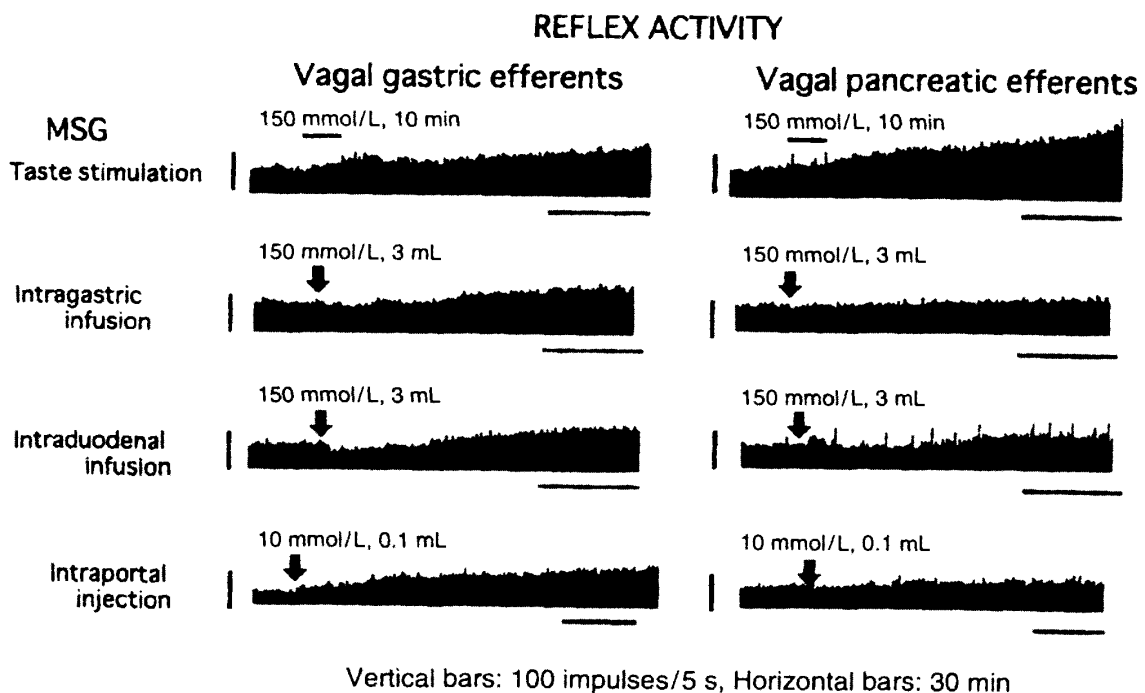 REFLEX ACTIVITY
Vagal gastric efferents
Vagal pancreatic efferents
MSG
Taste stimulation
150 mmol/L, 10 min
150 mmol/L, 10 min
Intragastric
infusion
150 mmol/L, 3 mL
150 mmol/L, 3 mL
Intraduodenal
infusion
150 mmol/L, 3 mL
150 mmol/L, 3 mL
Intraportal
injection
10 mmol/L, 0.1 mL
10 mmol/L, 0.1 mL
Vertical bars: 100 impulses/5 s, Horizontal bars: 30 min